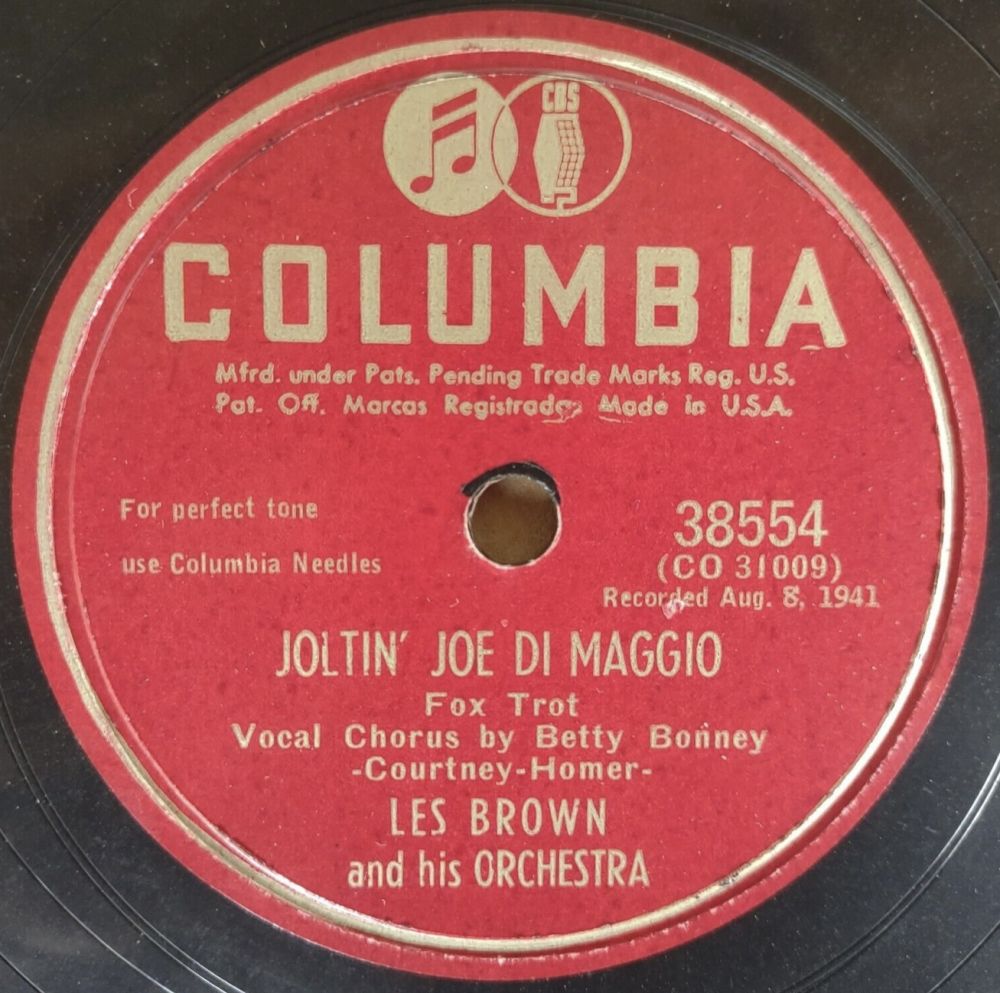 CBS
COLUMBIA
Mfrd. under Pats. Pending Trade Marks Reg. U.S.
Pat. Off. Marcas Registradas Made in U.S.A.
For perfect tone
use Columbia Needles
38554
(CO 31009)
Recorded Aug. 8, 1941
JOLTIN' JOE DI MAGGIO
Fox Trot
Vocal Chorus by Betty Bonney
-Courtney-Homer-
LES BROWN
and his ORCHESTRA